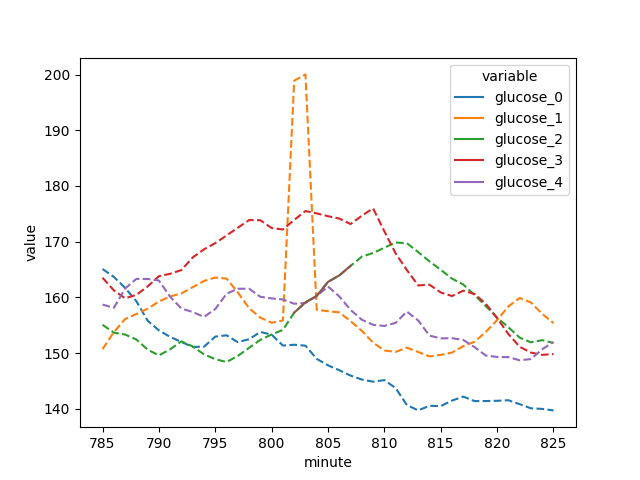 variable
glucose_0
glucose_1
glucose_2
glucose_3
glucose_4
200
190
180
170
160
150
140
value
785 790 795 800 805 810 815 820 825
minute